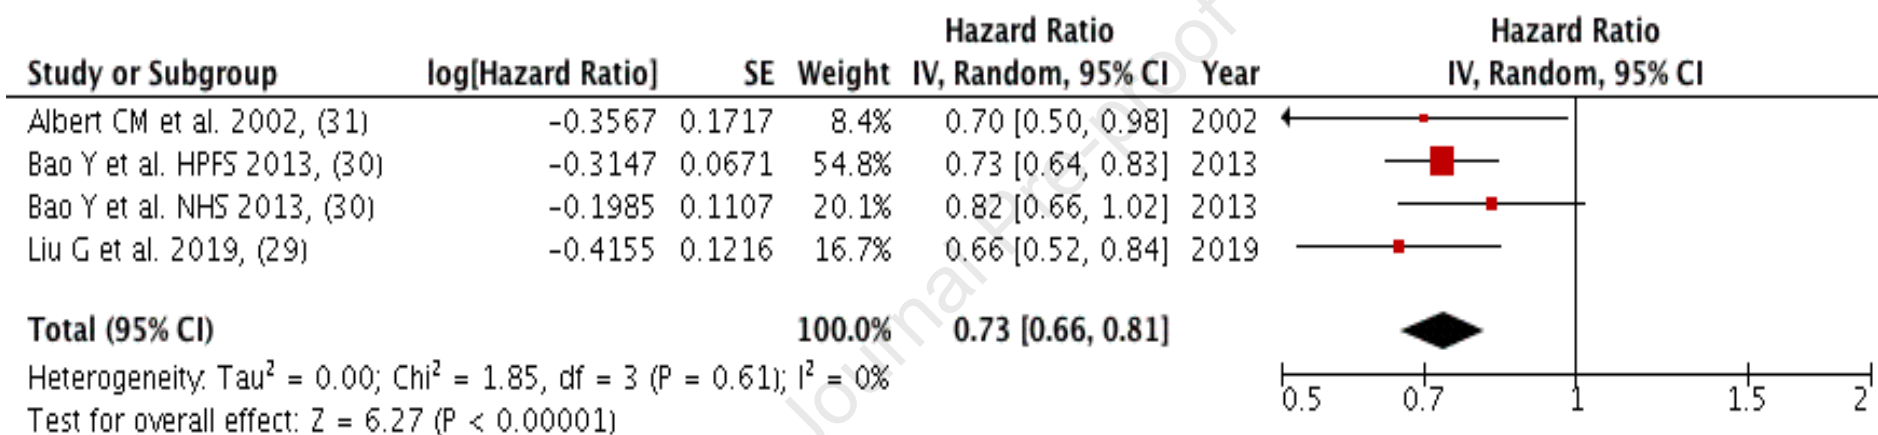 Hazard Ratio Hazard Ratio
Study or Subgroup log[Hazard Ratio] SE Weight IV, Random, 95% CI Year IV, Random, 95% CI
Albert CM et al. 2002, (31) −0.3567 0.1717 8.4% 0.70 [0.50, 0.98] 2002
Bao Y et al. HPFS 2013, (30) −0.3147 0.0671 54.8% 0.73 [0.64, 0.83] 2013
Bao Y et al. NHS 2013, (30) −0.1985 0.1107 20.1% 0.82 [0.66, 1.02] 2013
Liu G et al. 2019, (29) −0.4155 0.1216 16.7% 0.66 [0.52, 0.84] 2019
Total (95% CI) 100.0% 0.73 [0.66, 0.81]
Heterogeneity: Tau² = 0.00; Chi² = 1.85, df = 3 (P = 0.61); I² = 0%
Test for overall effect: Z = 6.27 (P < 0.00001)
0.5 0.7 1 1.5 2
Journal Pre-proof